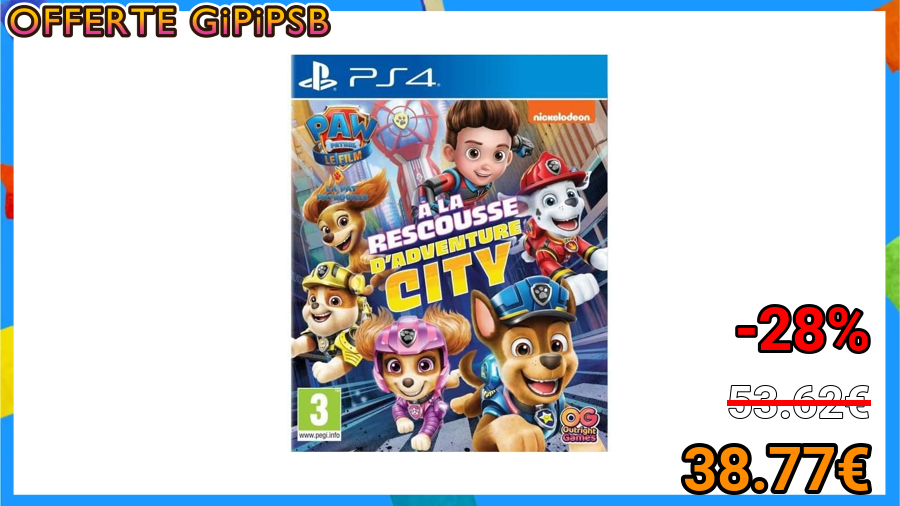 OFFERTE GiPiPSB
PS4
nickelodeon
PAW
PATROL
LE FILM
À LA
RESCOUSSE
D'ADVENTURE
CITY
-28%
53.62€
38.77€
3
www.pegi.info
OG
Outright
Games